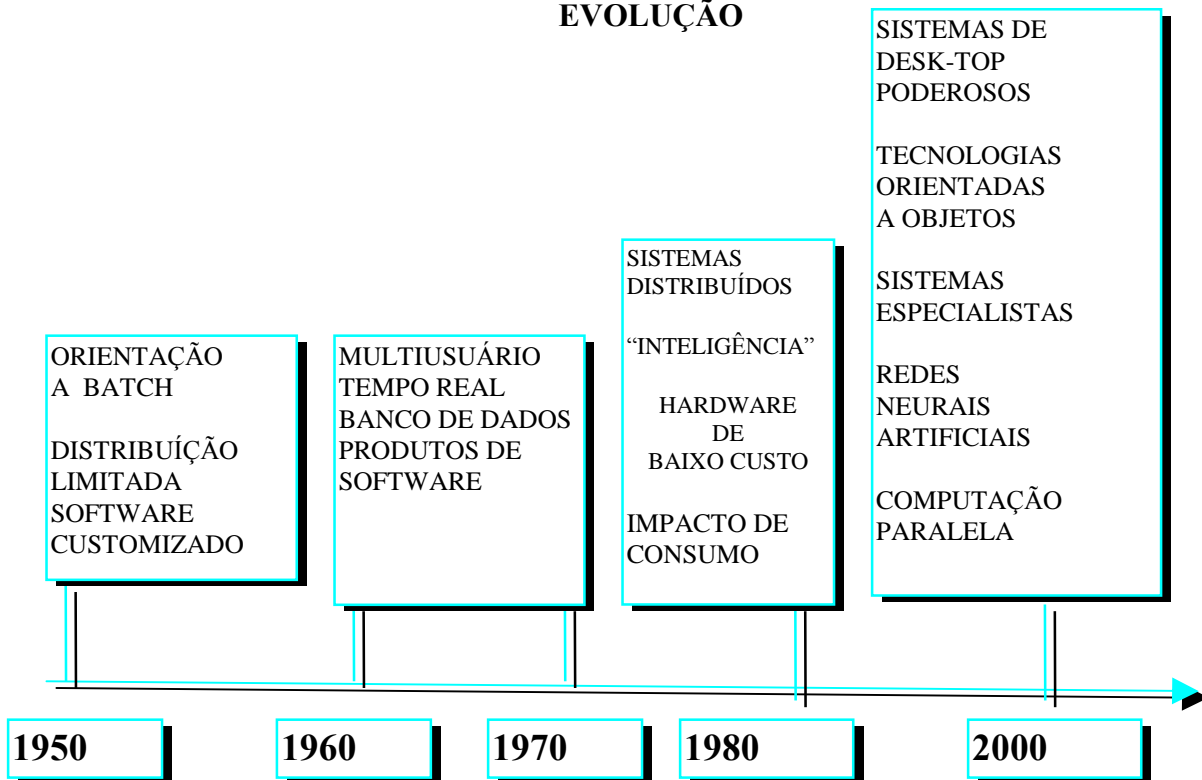 EVOLUÇÃO
ORIENTAÇÃO
A BATCH
DISTRIBUÍÇÃO
LIMITADA
SOFTWARE
CUSTOMIZADO
MULTIUSUÁRIO
TEMPO REAL
BANCO DE DADOS
PRODUTOS DE
SOFTWARE
SISTEMAS
DISTRIBUÍDOS
“INTELIGÊNCIA”
HARDWARE
DE
BAIXO CUSTO
IMPACTO DE
CONSUMO
SISTEMAS DE
DESK-TOP
PODEROSOS
TECNOLOGIAS
ORIENTADAS
A OBJETOS
SISTEMAS
ESPECIALISTAS
REDES
NEURAIS
ARTIFICIAIS
COMPUTAÇÃO
PARALELA
1950
1960
1970
1980
2000